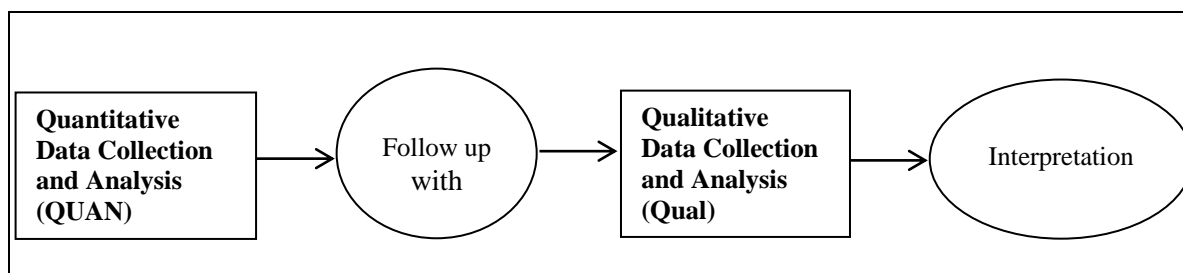 Quantitative
Data Collection
and Analysis
(QUAN)
Follow up
with
Qualitative
Data Collection
and Analysis
(Qual)
Interpretation